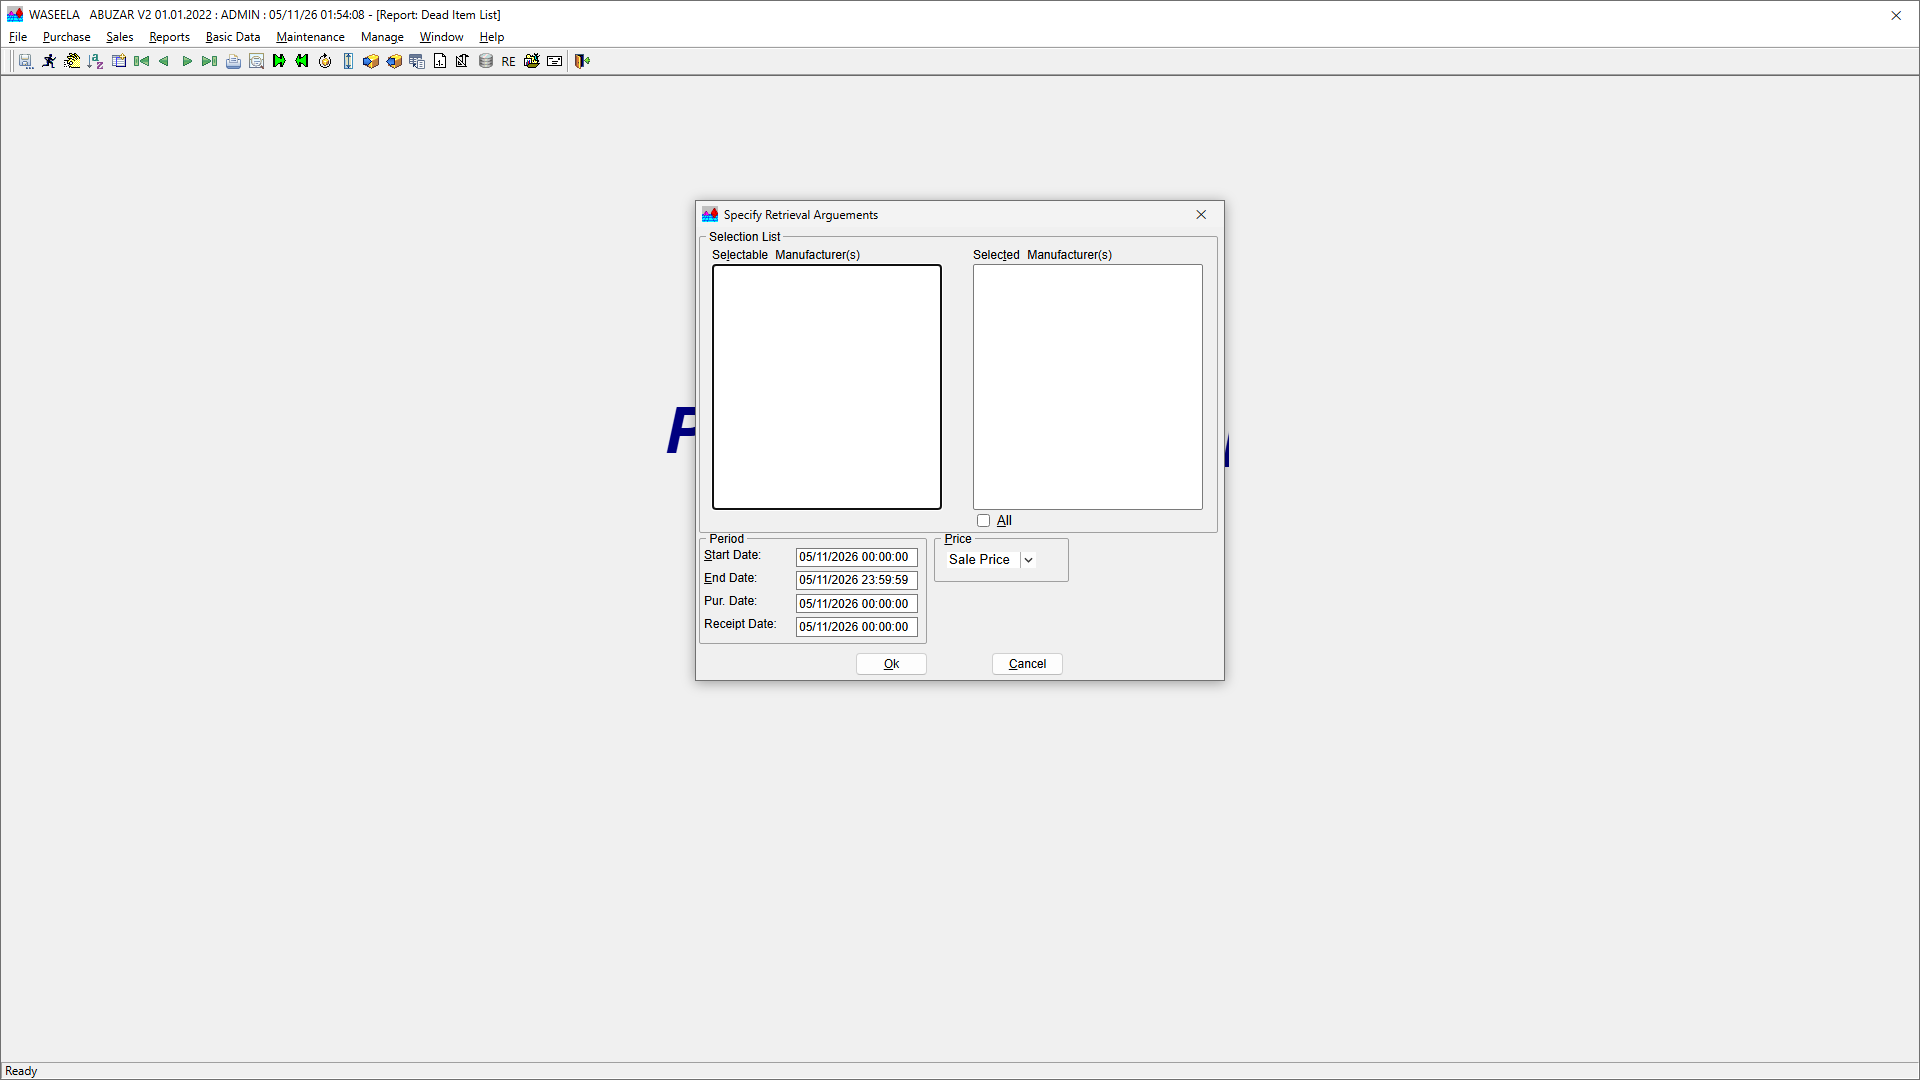 WASEELA ABUZAR V2 01.01.2022 : ADMIN : 05/11/26 01:54:08 - [Report: Dead Item List]
File Purchase Sales Reports Basic Data Maintenance Manage Window Help
RE
Specify Retrieval Arguements
Selection List
Selectable Manufacturer(s) Selected Manufacturer(s)
All
Period
Start Date: 05/11/2026 00:00:00
End Date: 05/11/2026 23:59:59
Pur. Date: 05/11/2026 00:00:00
Receipt Date: 05/11/2026 00:00:00
Price
Sale Price
Ok Cancel
Ready